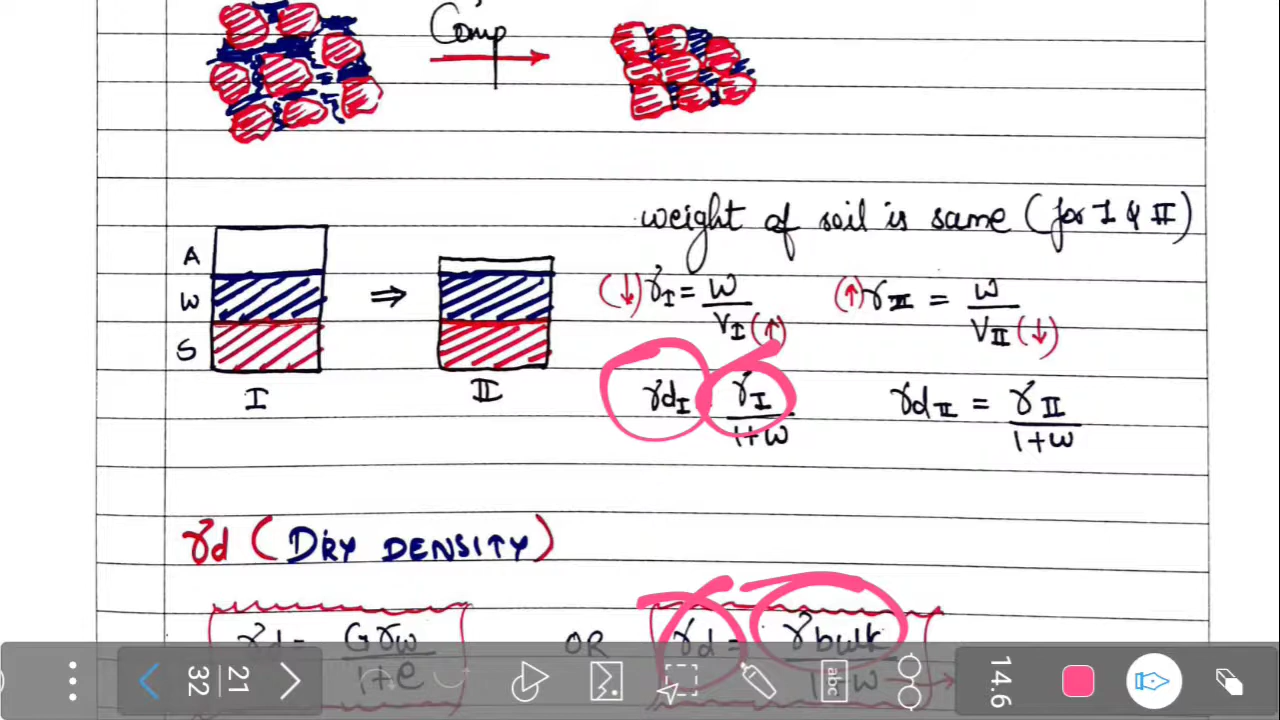 Comp
weight of soil is same (for I & II)
A
W
S
⇒
(↓) γI = W / VI (↑)
(↑) γII = W / VII (↓)
γdI γI / 1+w
γdII = γII / 1+w
I
II
γd (DRY DENSITY)
γd = Gγw / 1+e OR γd = γbulk / 1+w
32
21
abc
14.6